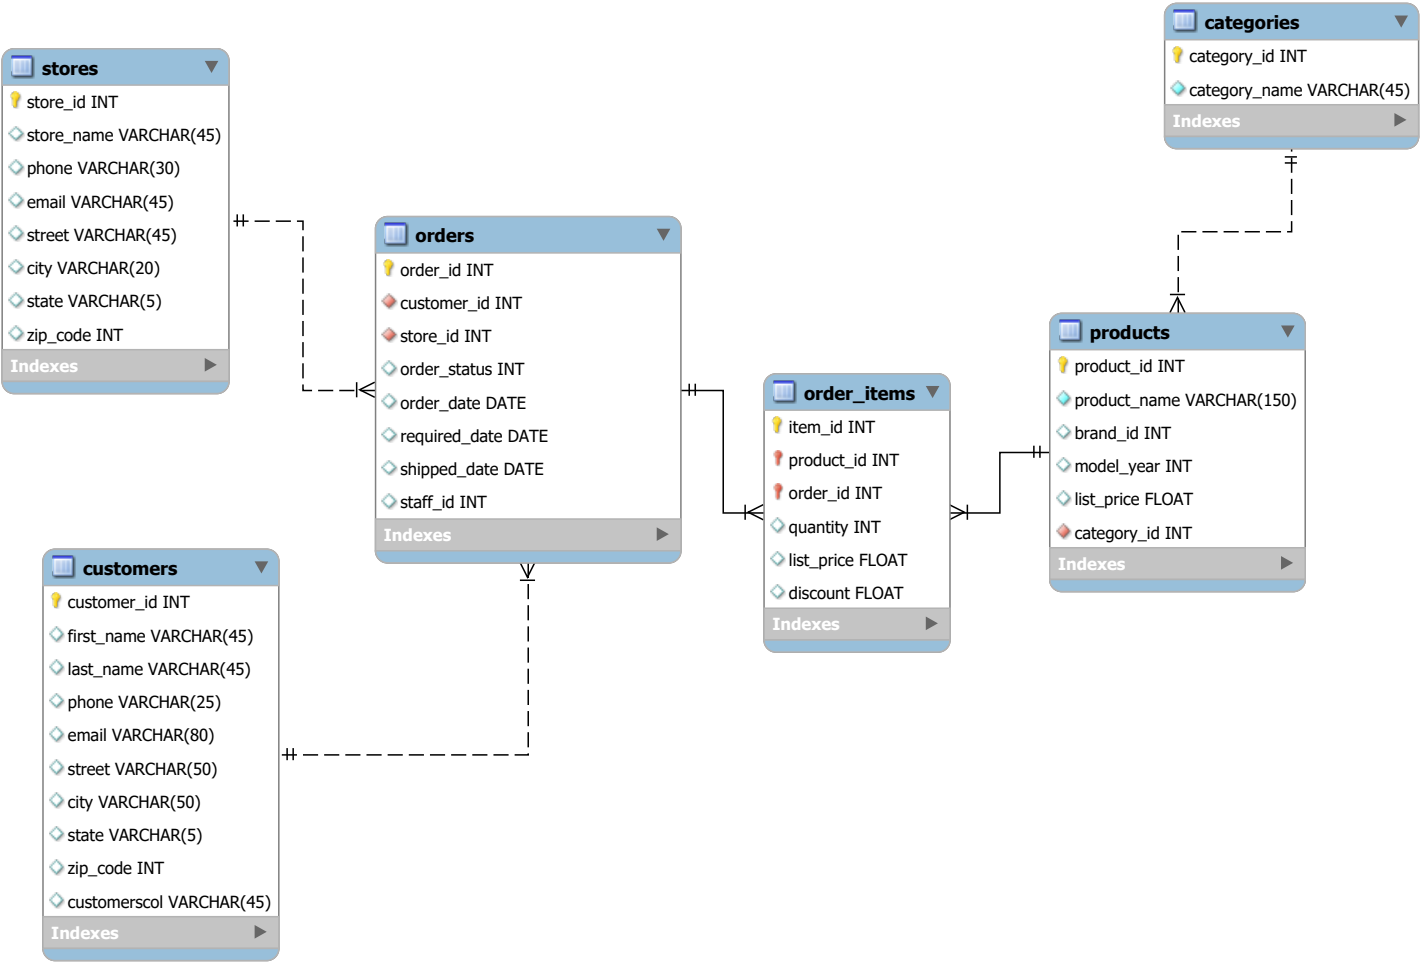 stores
store_id INT
store_name VARCHAR(45)
phone VARCHAR(30)
email VARCHAR(45)
street VARCHAR(45)
city VARCHAR(20)
state VARCHAR(5)
zip_code INT
Indexes
customers
customer_id INT
first_name VARCHAR(45)
last_name VARCHAR(45)
phone VARCHAR(25)
email VARCHAR(80)
street VARCHAR(50)
city VARCHAR(50)
state VARCHAR(5)
zip_code INT
customerscol VARCHAR(45)
Indexes
orders
order_id INT
customer_id INT
store_id INT
order_status INT
order_date DATE
required_date DATE
shipped_date DATE
staff_id INT
Indexes
order_items
item_id INT
product_id INT
order_id INT
quantity INT
list_price FLOAT
discount FLOAT
Indexes
categories
category_id INT
category_name VARCHAR(45)
Indexes
products
product_id INT
product_name VARCHAR(150)
brand_id INT
model_year INT
list_price FLOAT
category_id INT
Indexes